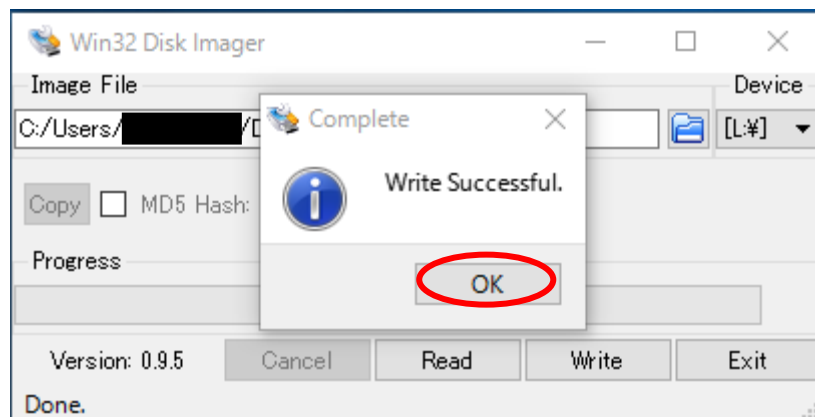 Win32 Disk Imager
Image File
Device
C:/Users/
[L:¥]
Complete
Write Successful.
OK
Copy
MD5 Hash:
Progress
Version: 0.9.5
Cancel
Read
Write
Exit
Done.